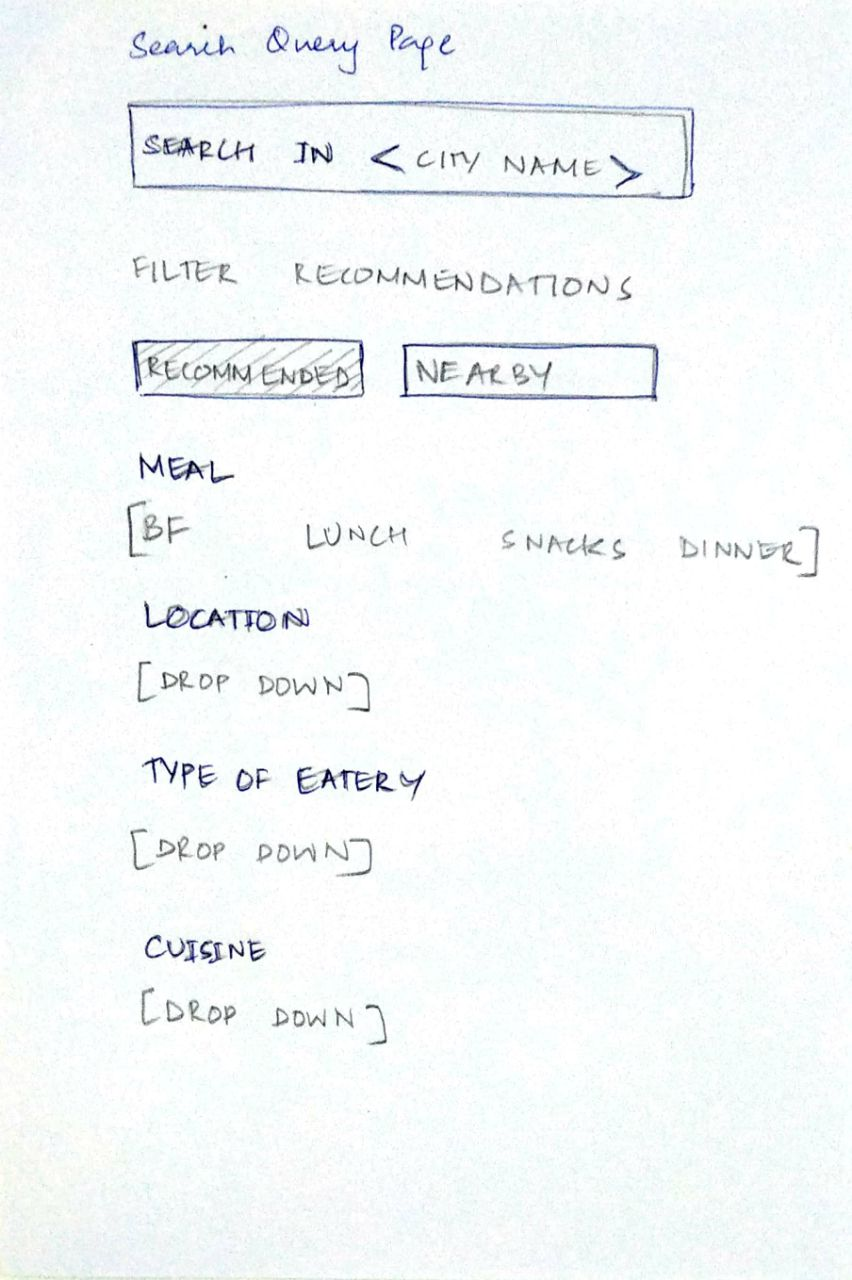 Search Query Page
SEARCH IN <CITY NAME>
FILTER RECOMMENDATIONS
RECOMMENDED NEARBY
MEAL
[BF LUNCH SNACKS DINNER]
LOCATION
[DROP DOWN]
TYPE OF EATERY
[DROP DOWN]
CUISINE
[DROP DOWN]